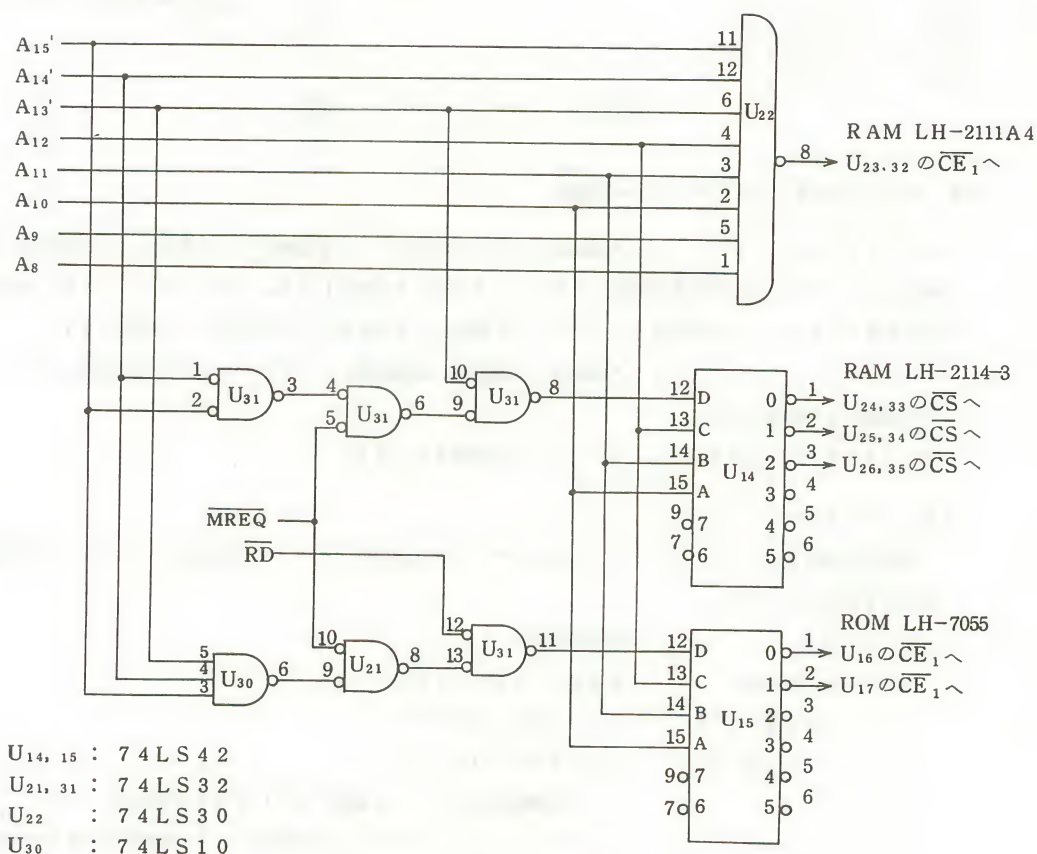 A15'
A14'
A13'
A12
A11
A10
A9
A8
11
12
6
4
3
2
5
1
U22
8
RAM LH-2111A4
U23, 32 の CE1 へ
1
2
U31
3
4
5
U31
6
10
9
U31
8
12 D
13 C
14 B
15 A
9 7
7 6
U14
0 1
1 2
2 3
3 4
4 5
5 6
RAM LH-2114-3
U24, 33 の CS へ
U25, 34 の CS へ
U26, 35 の CS へ
MREQ
RD
5
4
3
U30
6
10
9
U21
8
12
13
U31
11
12 D
13 C
14 B
15 A
9 7
7 6
U15
0 1
1 2
2 3
3 4
4 5
5 6
ROM LH-7055
U16 の CE1 へ
U17 の CE1 へ
U14, 15 : 74LS42
U21, 31 : 74LS32
U22 : 74LS30
U30 : 74LS10